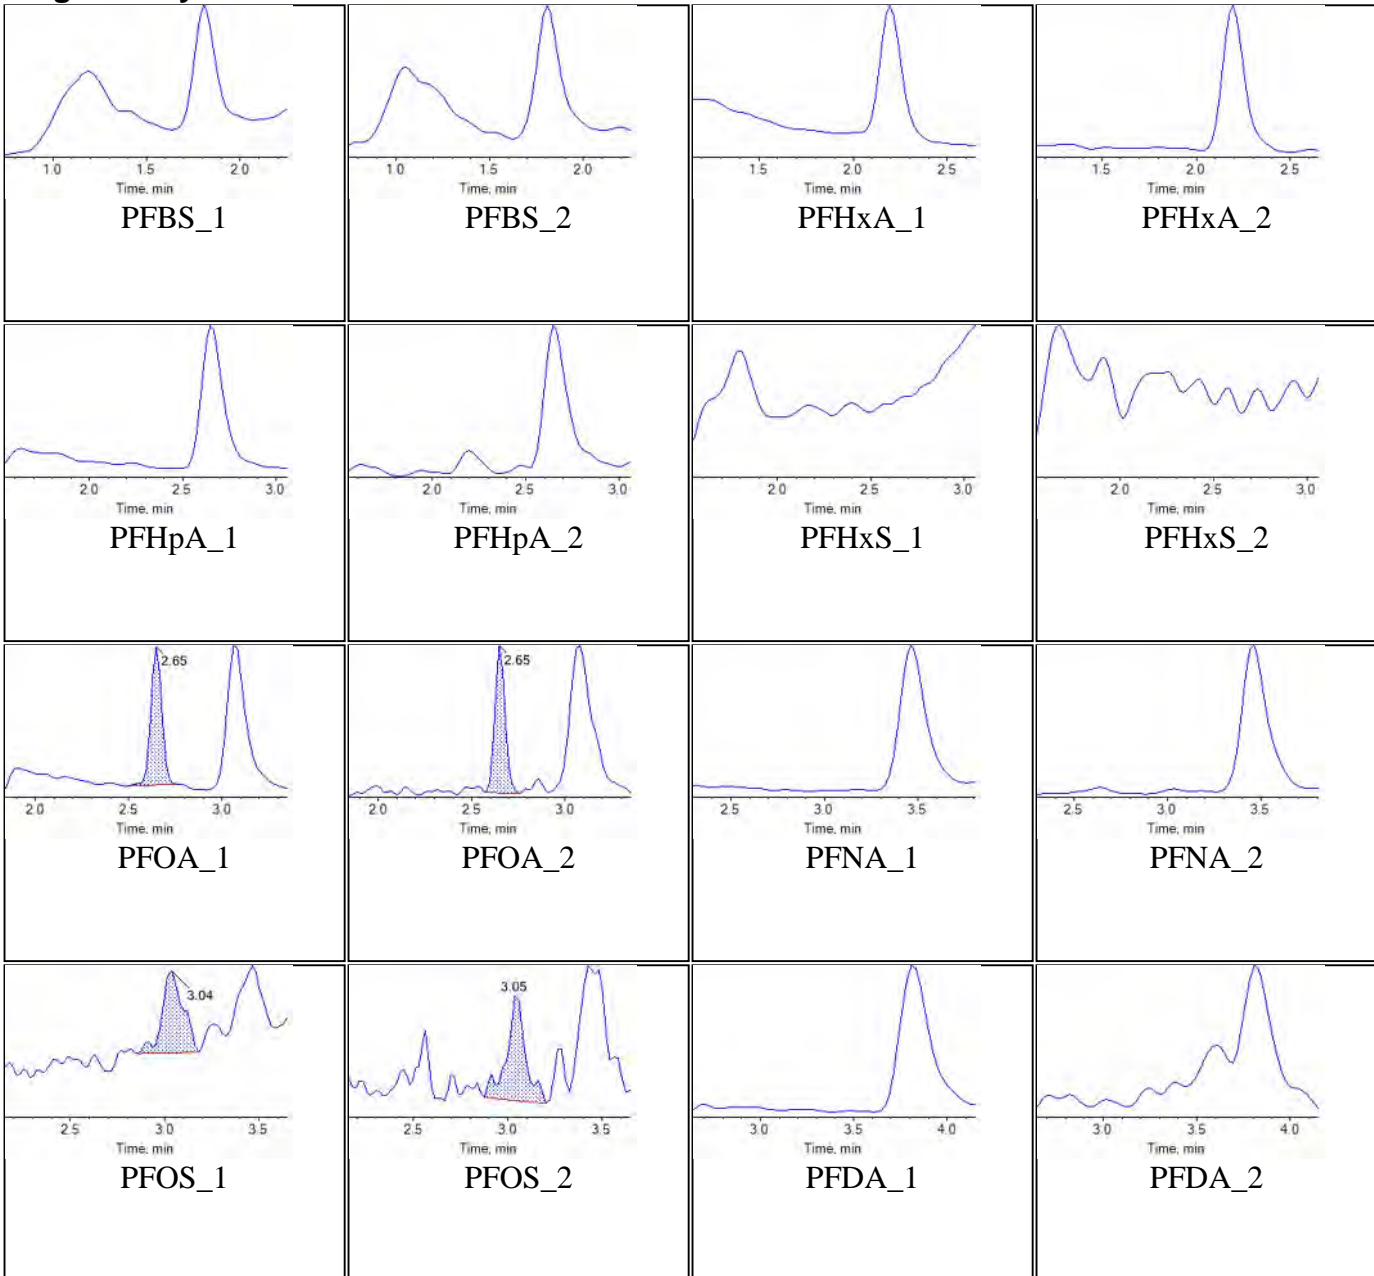 1.0 1.5 2.0 1.0 1.5 2.0 1.5 2.0 2.5 1.5 2.0 2.5
Time, min Time, min Time, min Time, min
PFBS_1 PFBS_2 PFHxA_1 PFHxA_2
2.0 2.5 3.0 2.0 2.5 3.0 2.0 2.5 3.0 2.0 2.5 3.0
Time, min Time, min Time, min Time, min
PFHpA_1 PFHpA_2 PFHxS_1 PFHxS_2
2.65 2.65
2.0 2.5 3.0 2.0 2.5 3.0 2.5 3.0 3.5 2.5 3.0 3.5
Time, min Time, min Time, min Time, min
PFOA_1 PFOA_2 PFNA_1 PFNA_2
3.04 3.05
2.5 3.0 3.5 2.5 3.0 3.5 3.0 3.5 4.0 3.0 3.5 4.0
Time, min Time, min Time, min Time, min
PFOS_1 PFOS_2 PFDA_1 PFDA_2